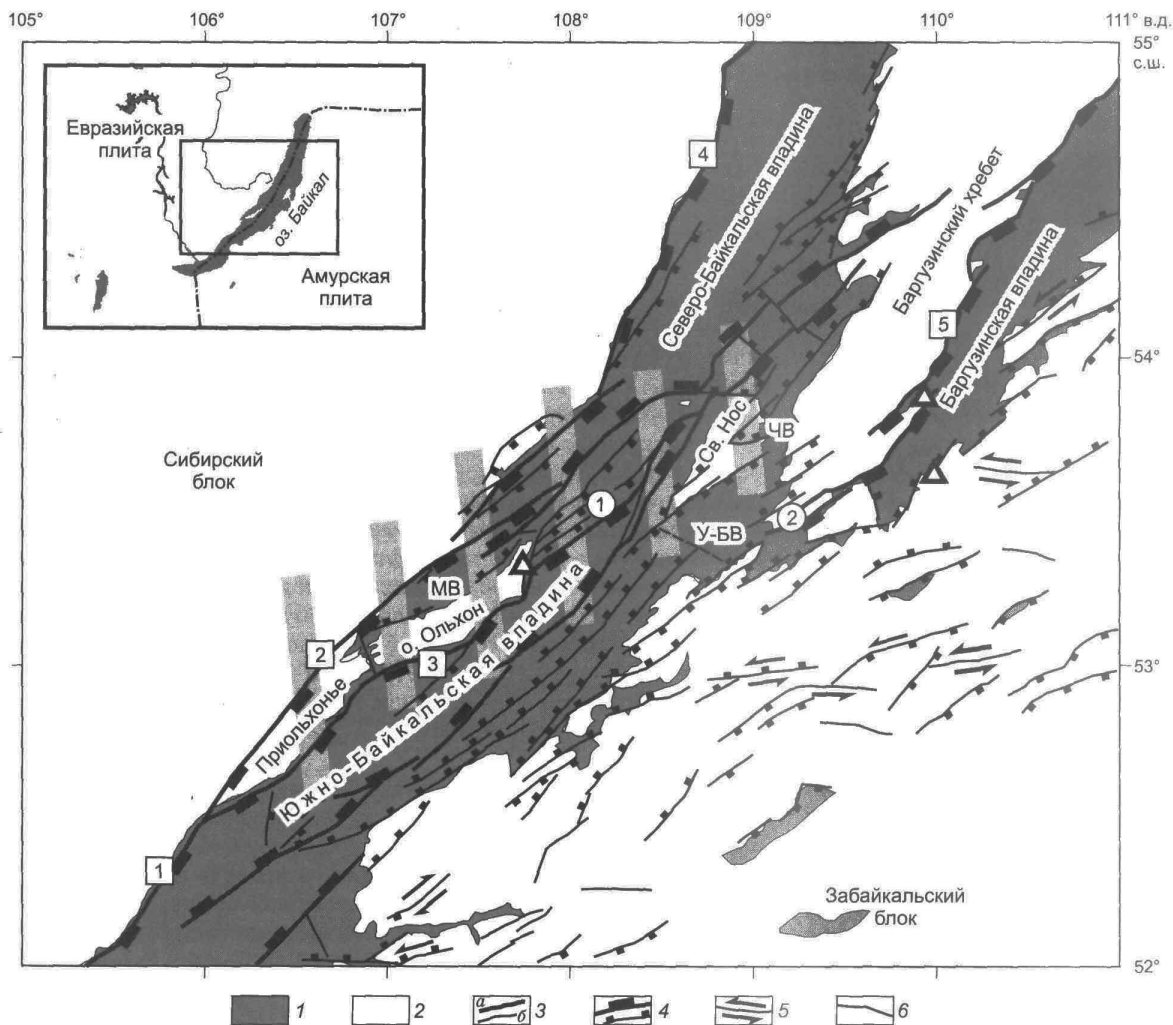 105°
106°
107°
108°
109°
110°
111° в.д.
55°
с.ш.
Евразийская
плита
оз. Байкал
Амурская
плита
4
Северо-Байкальская впадина
Баргузинский хребет
5
Баргузинская впадина
54°
Сибирский
блок
Св. Нос
ЧВ
1
2
У-БВ
МВ
о. Ольхон
2
3
53°
Приольхонье
Южно-Байкальская впадина
1
Забайкальский
блок
52°
1
2
а
б
3
4
5
6